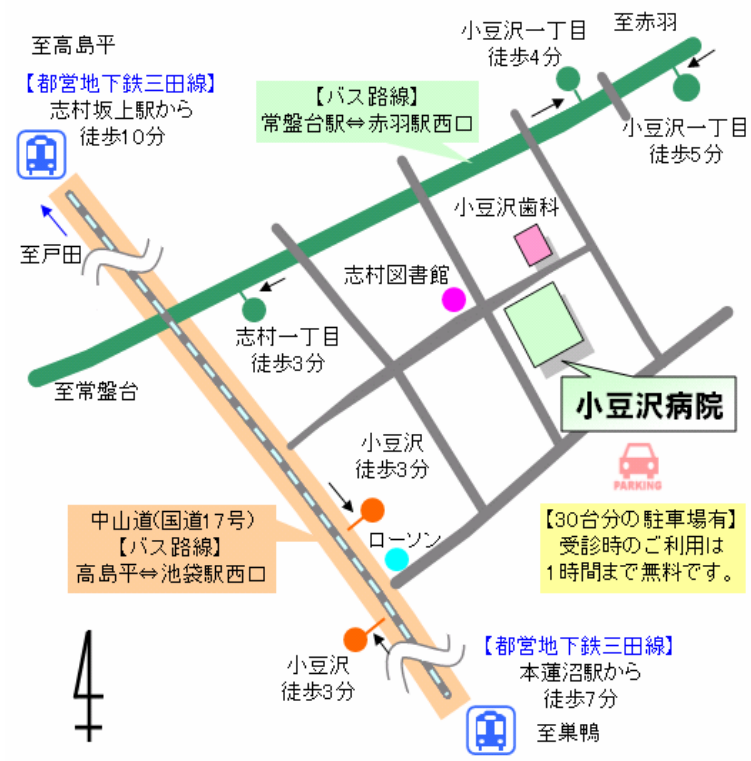 至高島平
【都営地下鉄三田線】
志村坂上駅から
徒歩10分
小豆沢一丁目
徒歩4分
至赤羽
【バス路線】
常盤台駅⇔赤羽駅西口
小豆沢一丁目
徒歩5分
小豆沢歯科
至戸田
志村図書館
志村一丁目
徒歩3分
至常盤台
小豆沢病院
小豆沢
徒歩3分
PARKING
中山道(国道17号)
【バス路線】
高島平⇔池袋駅西口
ローソン
【30台分の駐車場有】
受診時のご利用は
1時間まで無料です。
小豆沢
徒歩3分
【都営地下鉄三田線】
本蓮沼駅から
徒歩7分
至巣鴨